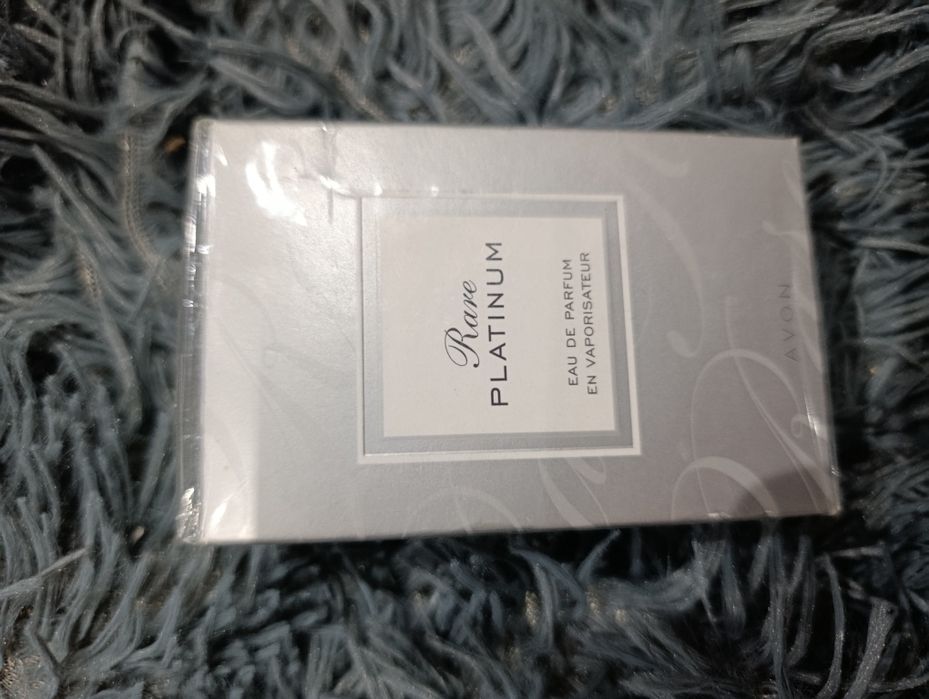 Rare
PLATINUM
EAU DE PARFUM
EN VAPORISATEUR
AVON